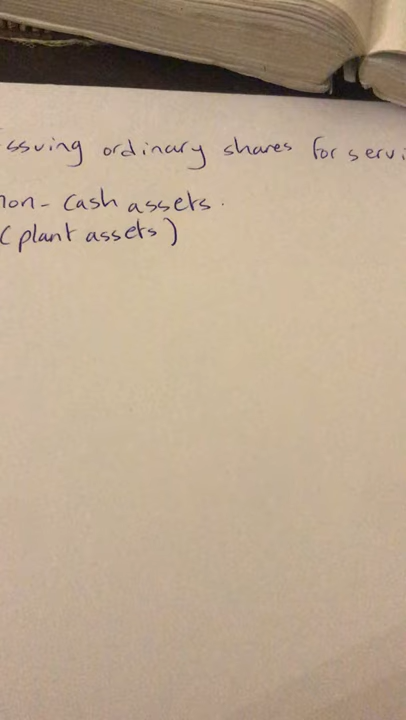 ssuing ordinary shares for servi
non- cash assets.
(plant assets)